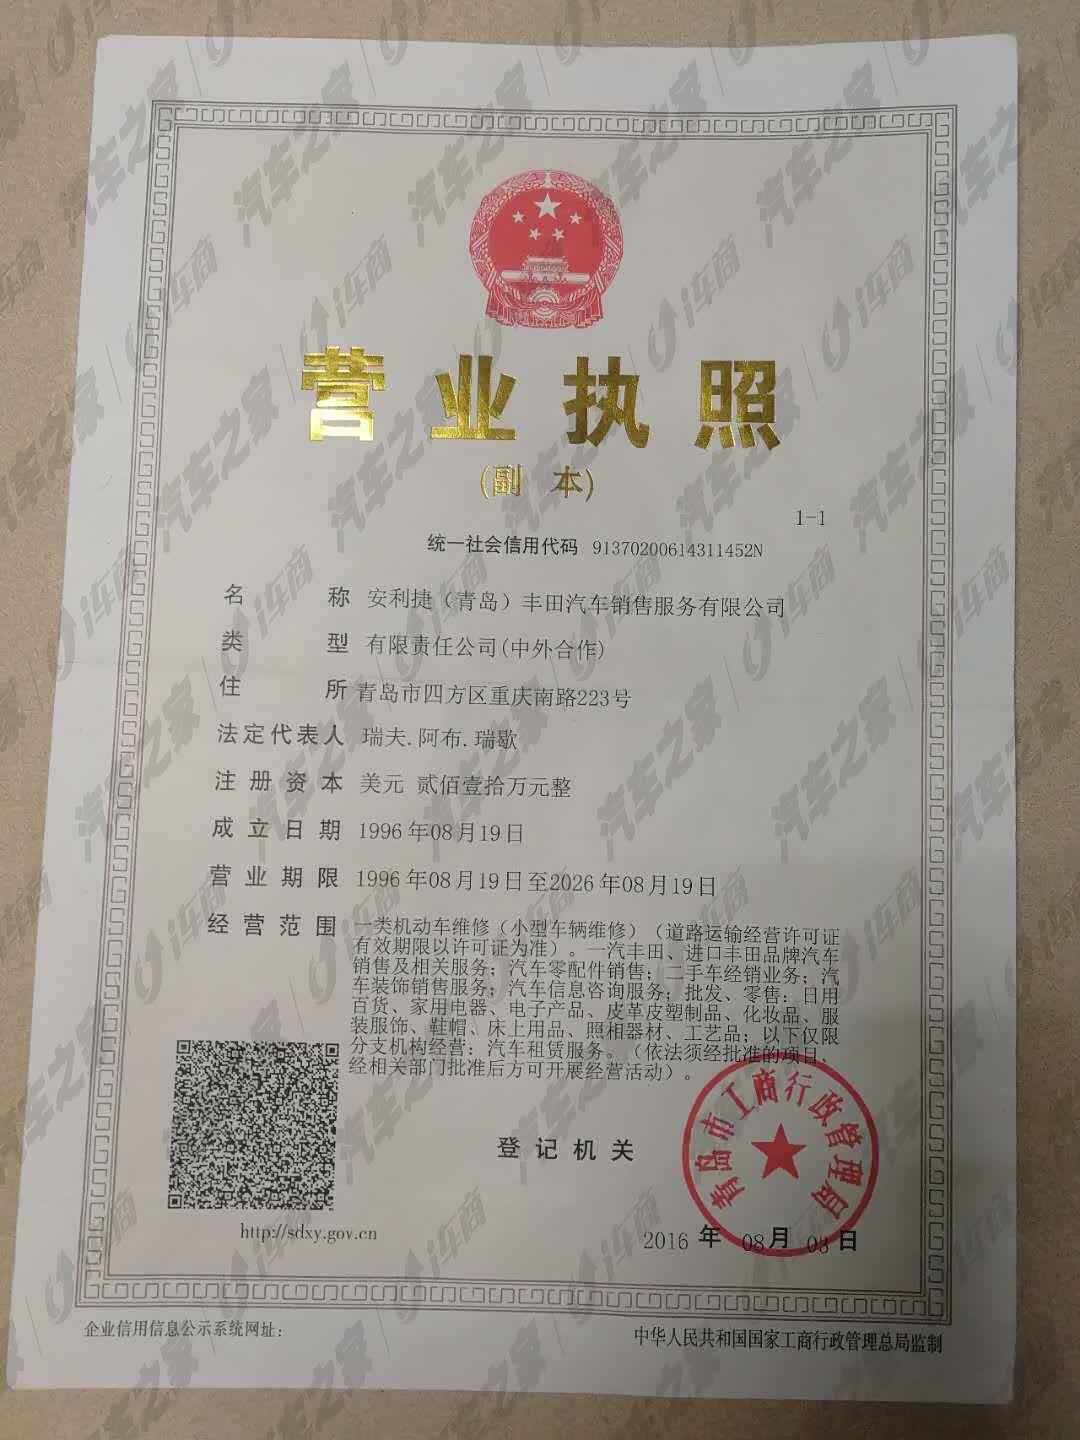 营业执照
(副本)
1-1
统一社会信用代码 91370200614311452N
名称 安利捷（青岛）丰田汽车销售服务有限公司
类型 有限责任公司(中外合作)
住所 青岛市四方区重庆南路223号
法定代表人 瑞夫.阿布.瑞歇
注册资本 美元 贰佰壹拾万元整
成立日期 1996年08月19日
营业期限 1996年08月19日至2026年08月19日
经营范围 一类机动车维修（小型车辆维修）（道路运输经营许可证
有效期限以许可证为准）。一汽丰田、进口丰田品牌汽车
销售及相关服务；汽车零配件销售；二手车经销业务；汽
车装饰销售服务；汽车信息咨询服务；批发、零售：日用
百货、家用电器、电子产品、皮革皮塑制品、化妆品、服
装服饰、鞋帽、床上用品、照相器材、工艺品；以下仅限
分支机构经营：汽车租赁服务。（依法须经批准的项目，
经相关部门批准后方可开展经营活动）。
登记机关
青岛市工商行政管理局
2016年08月03日
http://sdxy.gov.cn
企业信用信息公示系统网址：
中华人民共和国国家工商行政管理总局监制
汽车之家 | i车商